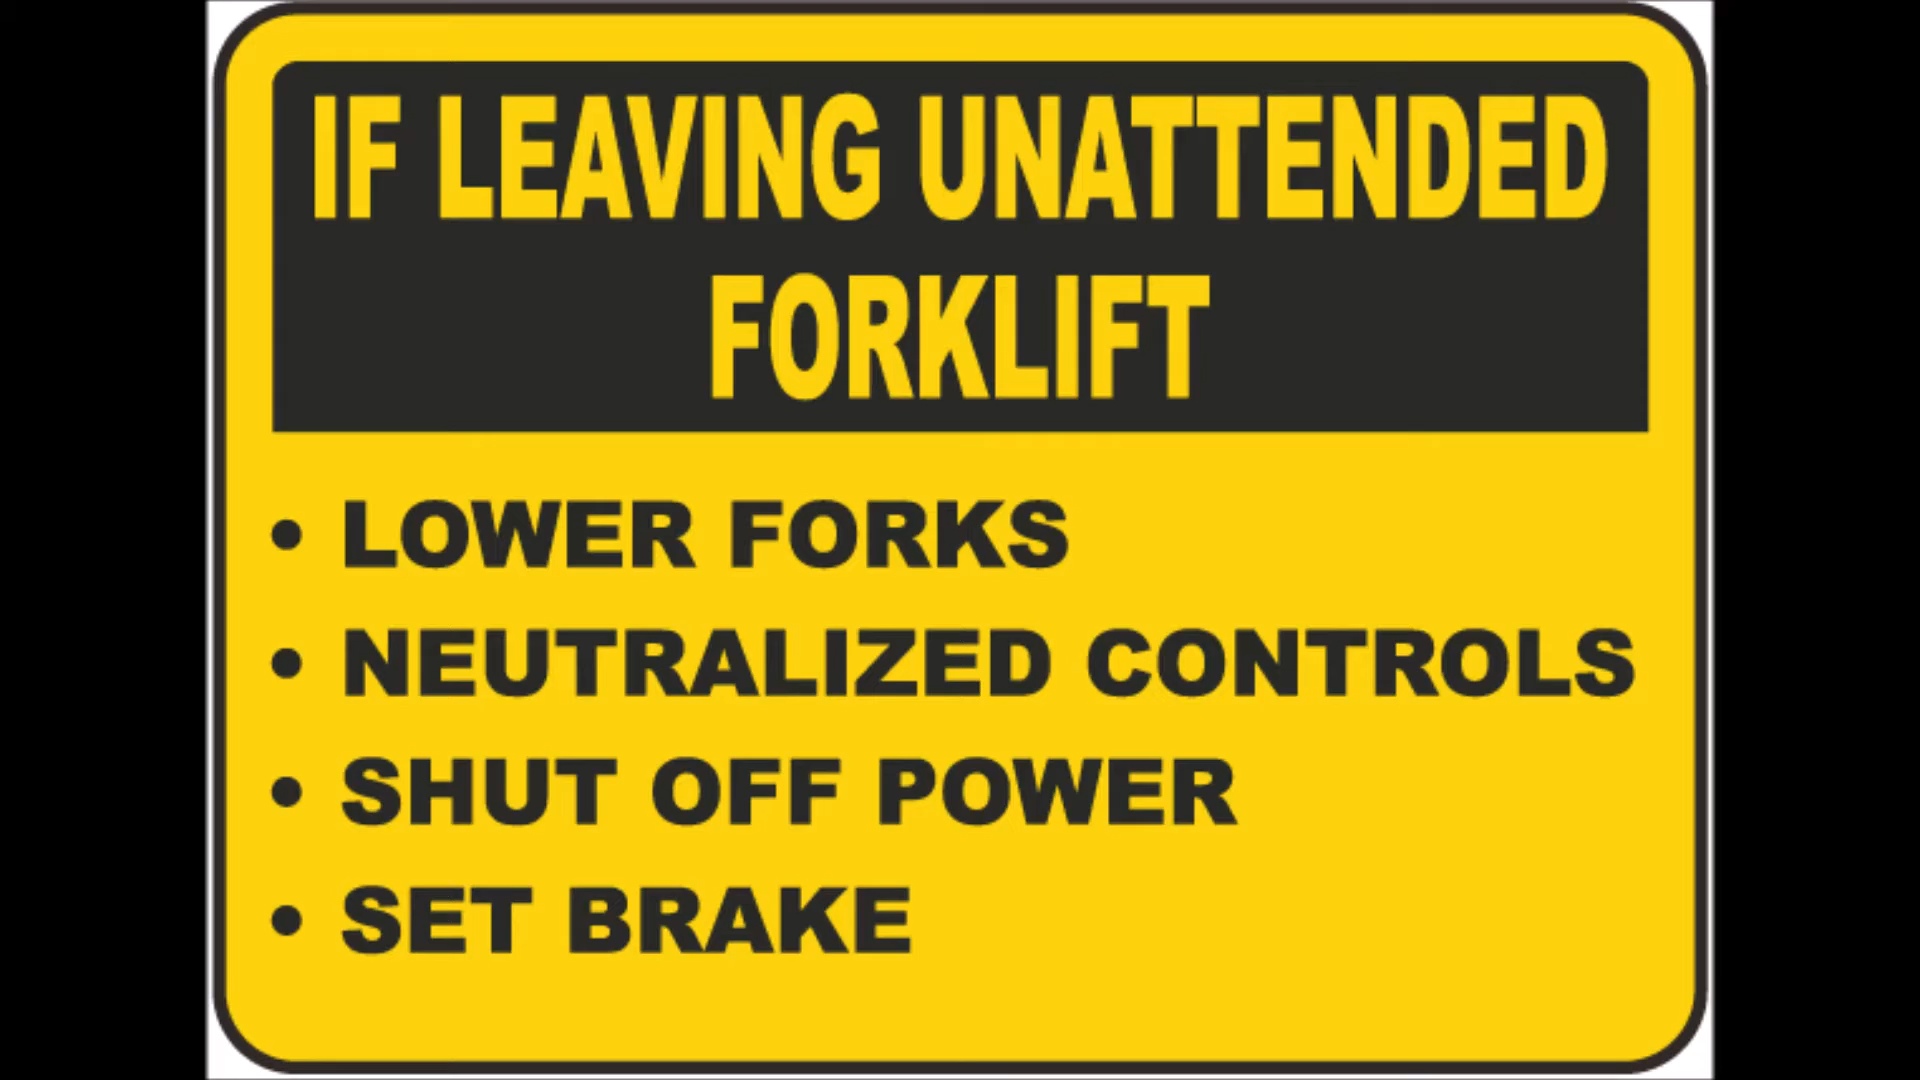 IF LEAVING UNATTENDED
FORKLIFT
• LOWER FORKS
• NEUTRALIZED CONTROLS
• SHUT OFF POWER
• SET BRAKE